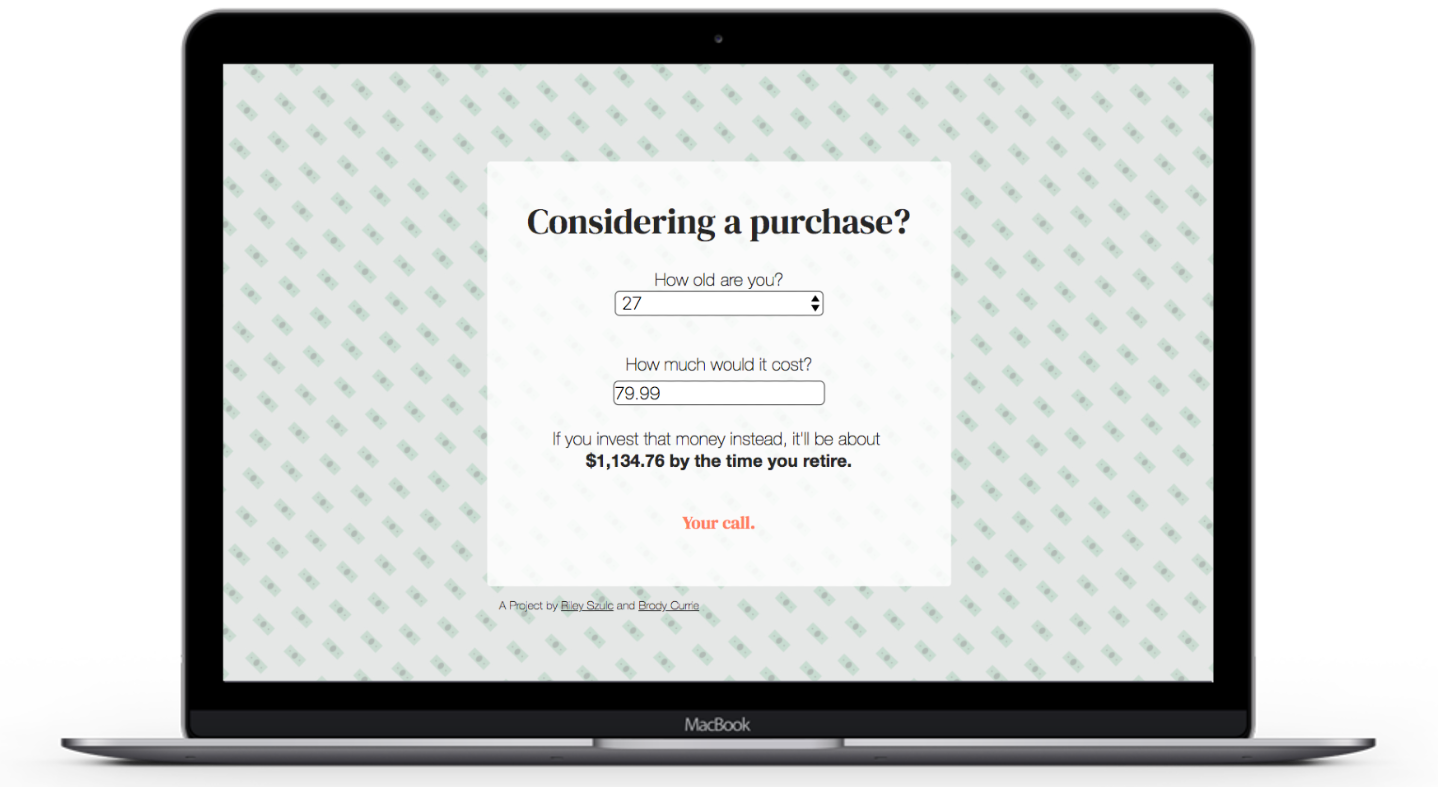 Considering a purchase?
How old are you?
27
How much would it cost?
79.99
If you invest that money instead, it'll be about
$1,134.76 by the time you retire.
Your call.
A Project by Riley Szulc and Brody Currie
MacBook